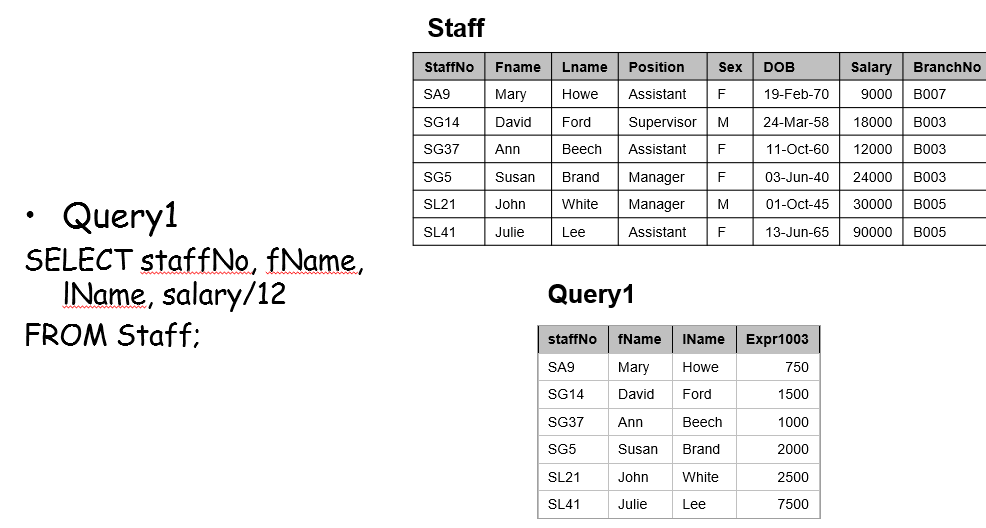 Staff
StaffNo Fname Lname Position Sex DOB Salary BranchNo
SA9 Mary Howe Assistant F 19-Feb-70 9000 B007
SG14 David Ford Supervisor M 24-Mar-58 18000 B003
SG37 Ann Beech Assistant F 11-Oct-60 12000 B003
SG5 Susan Brand Manager F 03-Jun-40 24000 B003
SL21 John White Manager M 01-Oct-45 30000 B005
SL41 Julie Lee Assistant F 13-Jun-65 90000 B005
• Query1
SELECT staffNo, fName,
lName, salary/12
FROM Staff;
Query1
staffNo fName lName Expr1003
SA9 Mary Howe 750
SG14 David Ford 1500
SG37 Ann Beech 1000
SG5 Susan Brand 2000
SL21 John White 2500
SL41 Julie Lee 7500